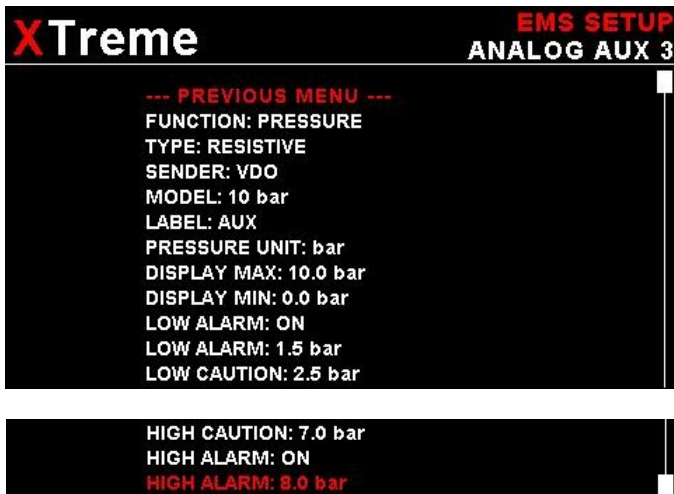 XTreme
EMS SETUP
ANALOG AUX 3
--- PREVIOUS MENU ---
FUNCTION: PRESSURE
TYPE: RESISTIVE
SENDER: VDO
MODEL: 10 bar
LABEL: AUX
PRESSURE UNIT: bar
DISPLAY MAX: 10.0 bar
DISPLAY MIN: 0.0 bar
LOW ALARM: ON
LOW ALARM: 1.5 bar
LOW CAUTION: 2.5 bar
HIGH CAUTION: 7.0 bar
HIGH ALARM: ON
HIGH ALARM: 8.0 bar